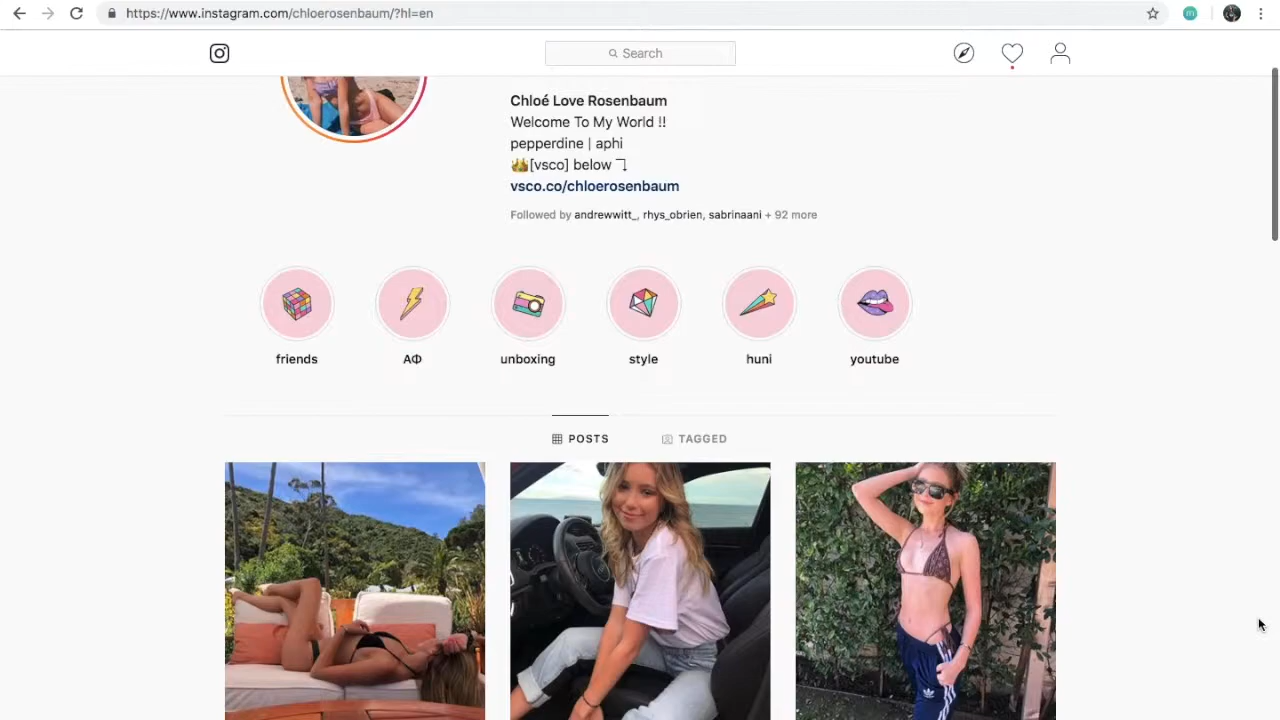 https://www.instagram.com/chloerosenbaum/?hl=en
m
Search
Chloé Love Rosenbaum
Welcome To My World !!
pepperdine | aphi
👑[vsco] below ⤵
vsco.co/chloerosenbaum
Followed by andrewwitt_, rhys_obrien, sabrinaani + 92 more
friends
ΑΦ
unboxing
style
huni
youtube
POSTS
TAGGED